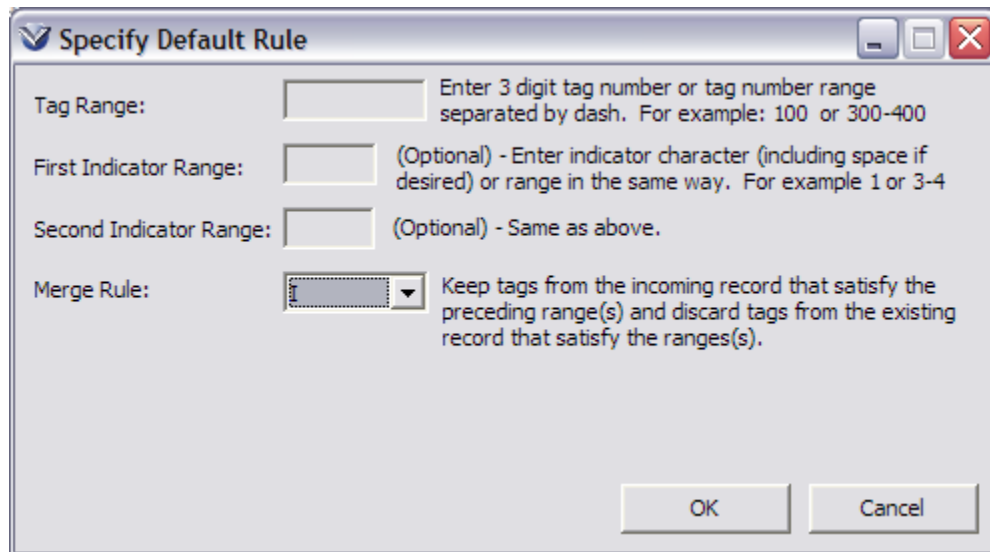 Specify Default Rule
Tag Range:
Enter 3 digit tag number or tag number range
separated by dash.  For example: 100  or 300-400
First Indicator Range:
(Optional) - Enter indicator character (including space if
desired) or range in the same way.  For example 1 or 3-4
Second Indicator Range:
(Optional) - Same as above.
Merge Rule:
I
Keep tags from the incoming record that satisfy the
preceding range(s) and discard tags from the existing
record that satisfy the ranges(s).
OK
Cancel